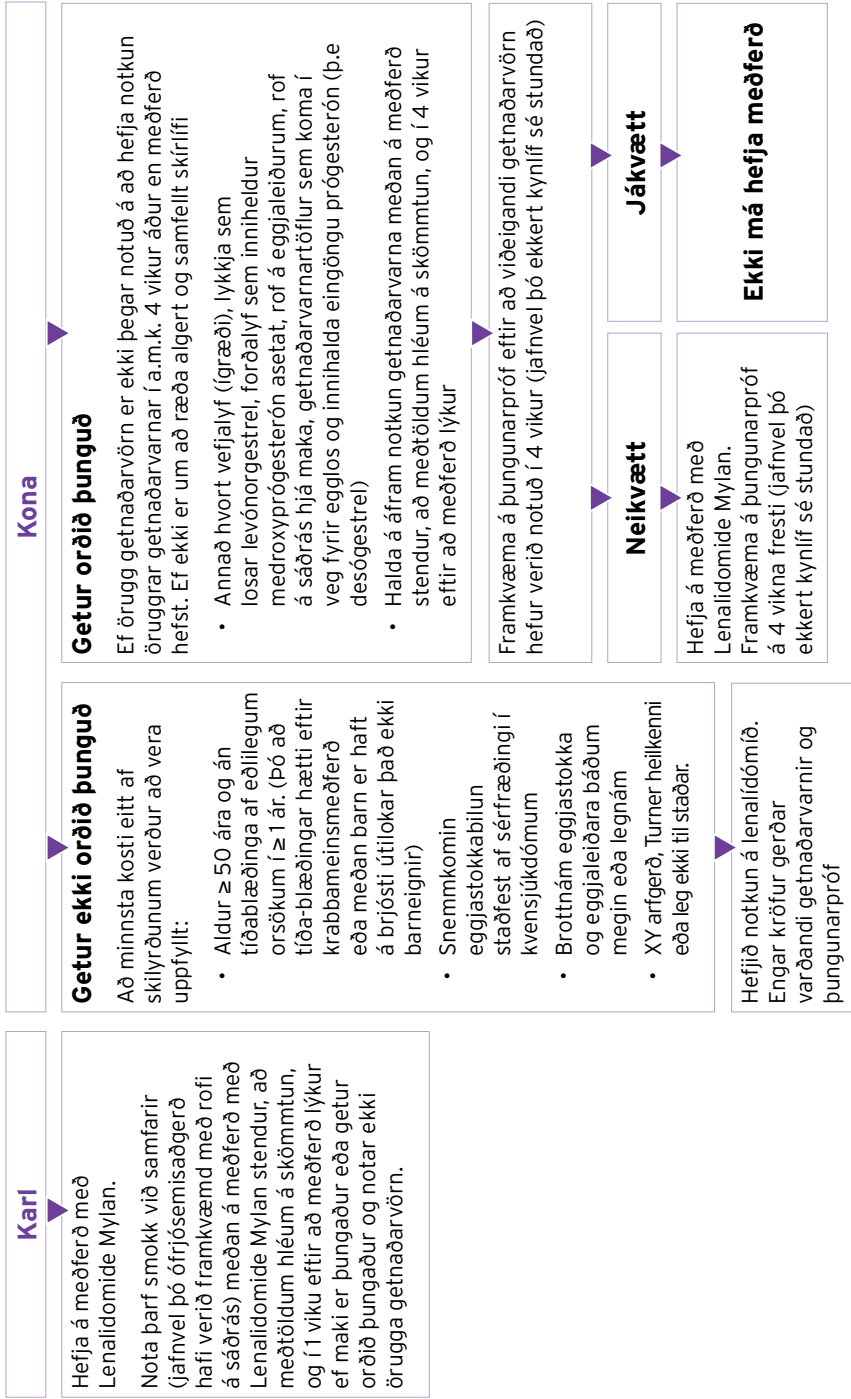 Karl
Hefja á meðferð með
Lenalidomide Mylan.
Nota þarf smokk við samfarir
(jafnvel þó ófrjósemisaðgerð
hafi verið framkvæmd með rofi
á sáðrás) meðan á meðferð með
Lenalidomide Mylan stendur, að
meðtöldum hléum á skömmtun,
og í 1 viku eftir að meðferð lýkur
ef maki er þungaður eða getur
orðið þungaður og notar ekki
örugga getnaðarvörn.
Kona
Getur ekki orðið þunguð
Að minnsta kosti eitt af
skilyrðunum verður að vera
uppfyllt:
• Aldur ≥ 50 ára og án
tíðablæðinga af eðlilegum
orsökum í ≥ 1 ár. (Þó að
tíða-blæðingar hætti eftir
krabbameinsmeðferð
eða meðan barn er haft
á brjósti útilokar það ekki
barneignir)
• Snemmkomin
eggjastokkabilun
staðfest af sérfræðingi í
kvensjúkdómum
• Brottnám eggjastokka
og eggjaleiðara báðum
megin eða legnám
• XY arfgerð, Turner heilkenni
eða leg ekki til staðar.
Hefjið notkun á lenalídómíð.
Engar kröfur gerðar
varðandi getnaðarvarnir og
þungunarpróf
Getur orðið þunguð
Ef örugg getnaðarvörn er ekki þegar notuð á að hefja notkun
öruggrar getnaðarvarnar í a.m.k. 4 vikur áður en meðferð
hefst. Ef ekki er um að ræða algert og samfellt skírlífi
• Annað hvort vefjalyf (ígræði), lykkja sem
losar levónorgestrel, forðalyf sem inniheldur
medroxyprógesterón asetat, rof á eggjaleiðurum, rof
á sáðrás hjá maka, getnaðarvarnartöflur sem koma í
veg fyrir egglos og innihalda eingöngu prógesterón (þ.e
desógestrel)
• Halda á áfram notkun getnaðarvarna meðan á meðferð
stendur, að meðtöldum hléum á skömmtun, og í 4 vikur
eftir að meðferð lýkur
Framkvæma á þungunarpróf eftir að viðeigandi getnaðarvörn
hefur verið notuð í 4 vikur (jafnvel þó ekkert kynlíf sé stundað)
Neikvætt
Hefja á meðferð með
Lenalidomide Mylan.
Framkvæma á þungunarpróf
á 4 vikna fresti (jafnvel þó
ekkert kynlíf sé stundað)
Jákvætt
Ekki má hefja meðferð